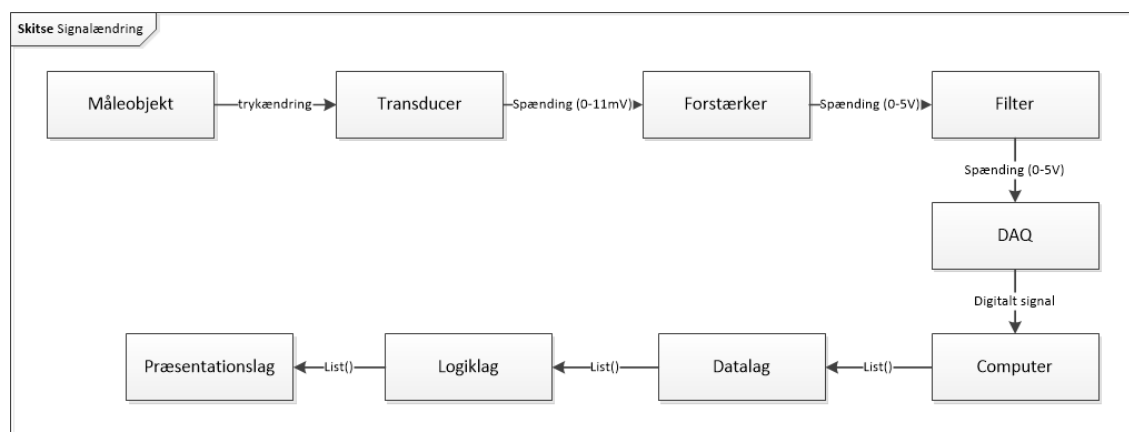 Skitse Signalændring
Måleobjekt
trykændring
Transducer
Spænding (0-11mV)
Forstærker
Spænding (0-5V)
Filter
Spænding (0-5V)
DAQ
Digitalt signal
Computer
List()
Datalag
List()
Logiklag
List()
Præsentationslag